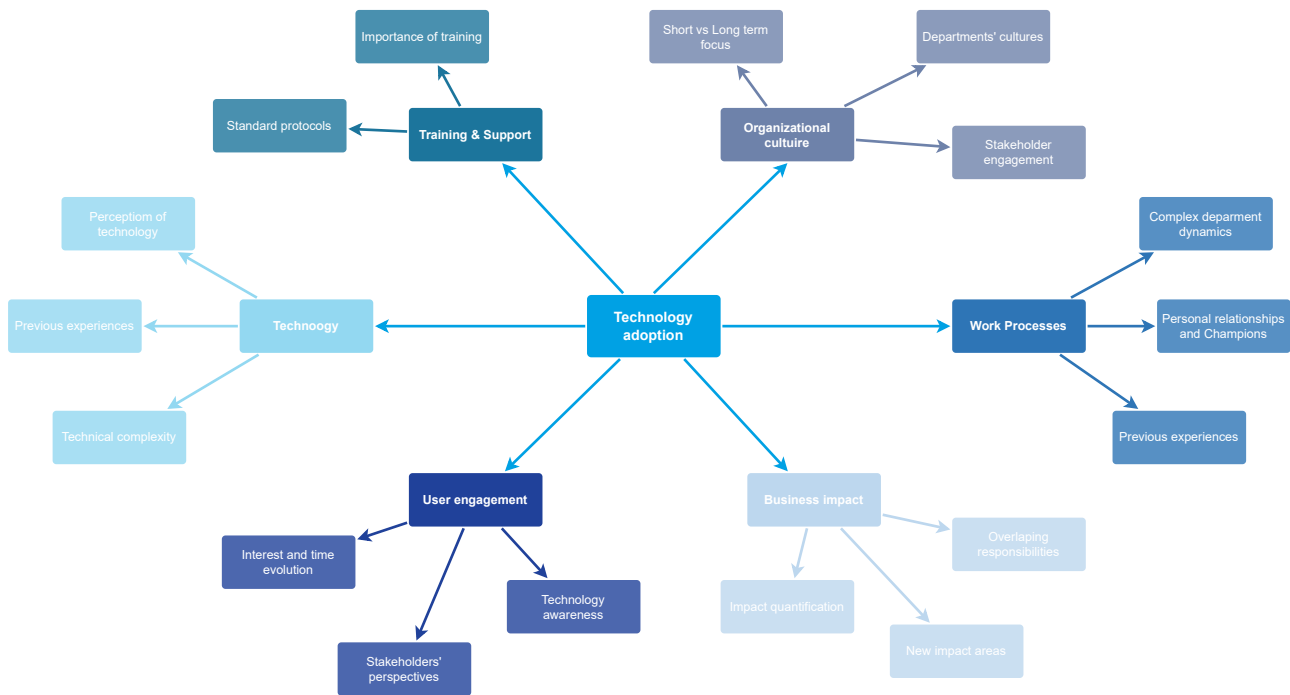 Importance of training
Short vs Long term
focus
Departments' cultures
Standard protocols
Training & Support
Organizational
cultuire
Stakeholder
engagement
Perceptiom of
technology
Complex deparment
dynamics
Previous experiences
Technoogy
Technology
adoption
Work Processes
Personal relationships
and Champions
Technical complexity
Previous experiences
User engagement
Business impact
Interest and time
evolution
Overlaping
responsibilities
Technology
awareness
Impact quantification
Stakeholders'
perspectives
New impact areas